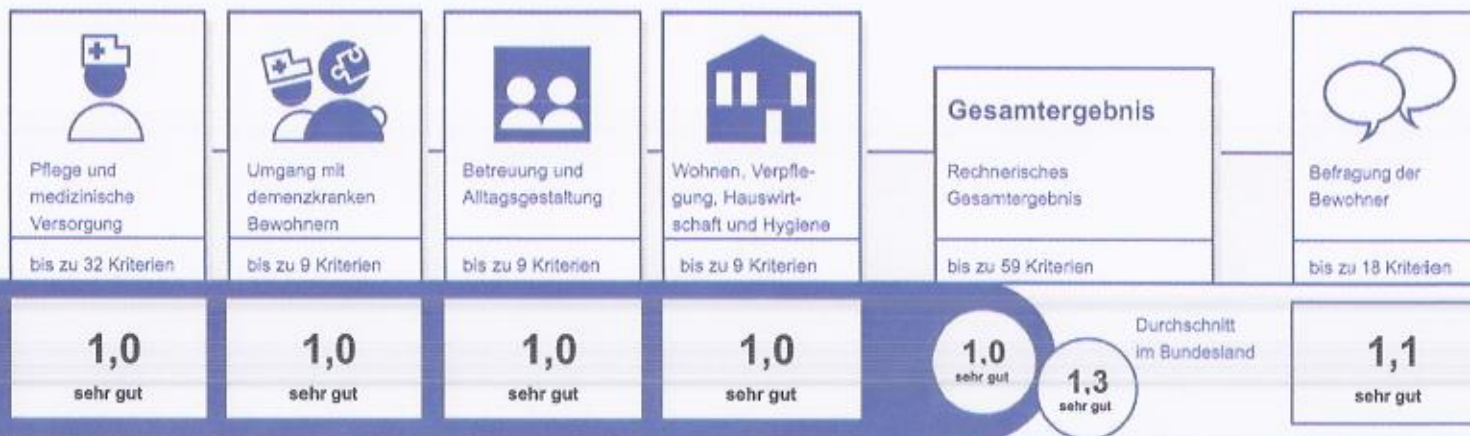 Pflege und
medizinische
Versorgung
bis zu 32 Kriterien
1,0
sehr gut
Umgang mit
demenzkranken
Bewohnern
bis zu 9 Kriterien
1,0
sehr gut
Betreuung und
Alltagsgestaltung
bis zu 9 Kriterien
1,0
sehr gut
Wohnen, Verpfle-
gung, Hauswirt-
schaft und Hygiene
bis zu 9 Kriterien
1,0
sehr gut
Gesamtergebnis
Rechnerisches
Gesamtergebnis
bis zu 59 Kriterien
1,0
sehr gut
1,3
sehr gut
Durchschnitt
im Bundesland
Befragung der
Bewohner
bis zu 18 Kriterien
1,1
sehr gut